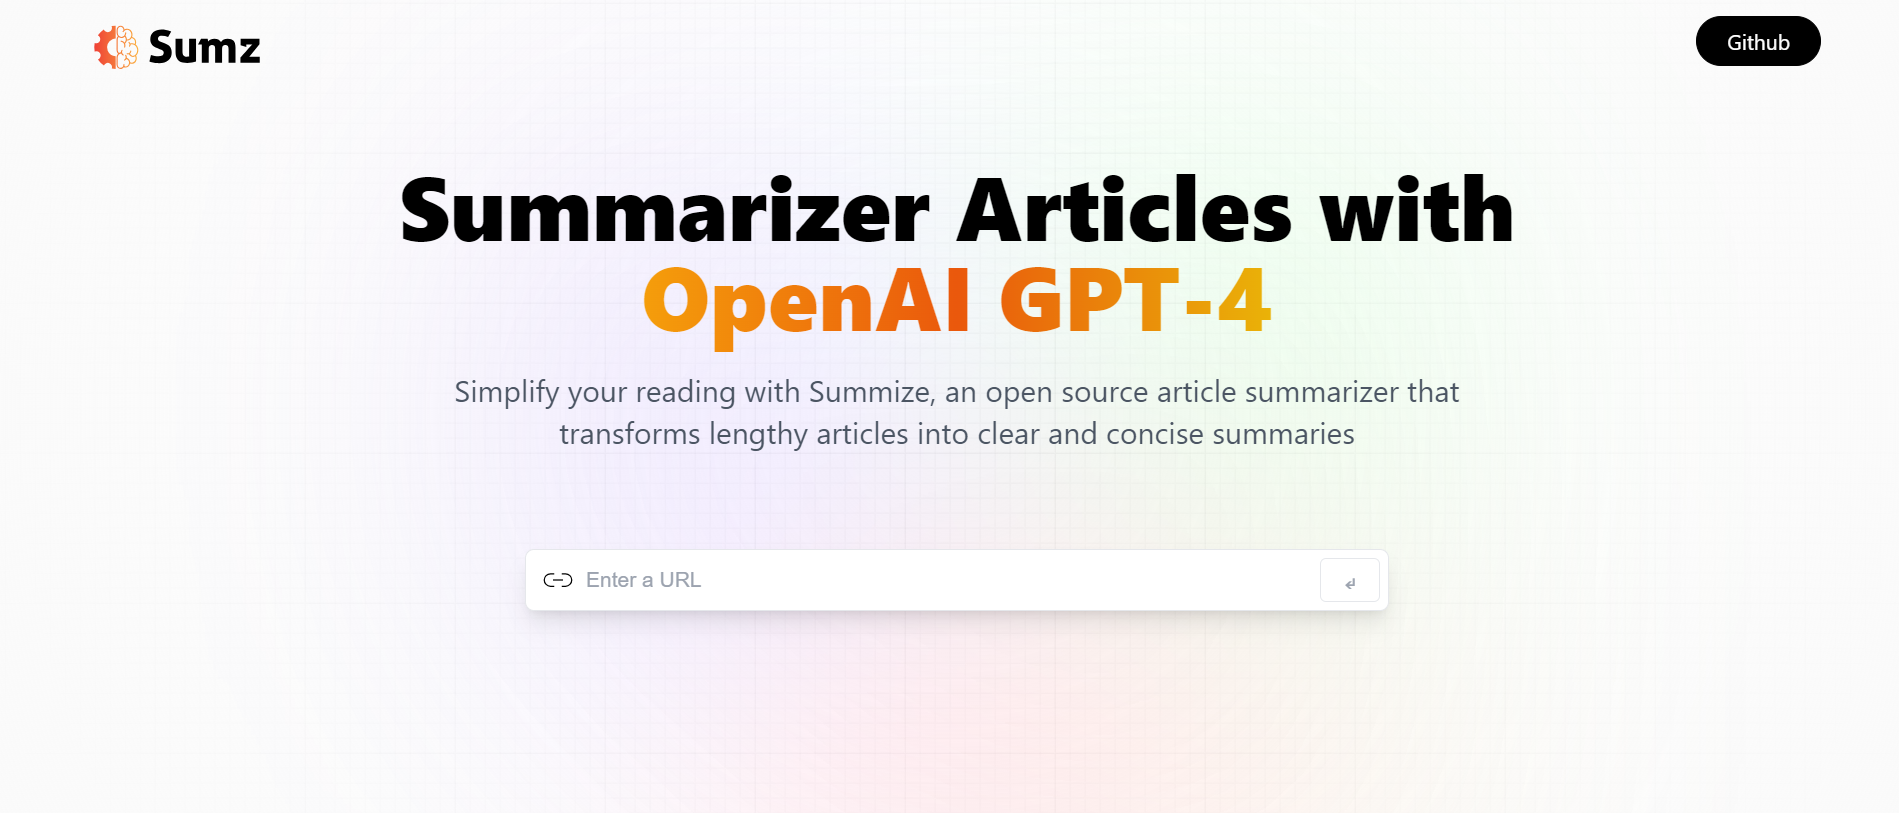 Sumz
Github
Summarizer Articles with
OpenAI GPT-4
Simplify your reading with Summize, an open source article summarizer that
transforms lengthy articles into clear and concise summaries
Enter a URL
↲